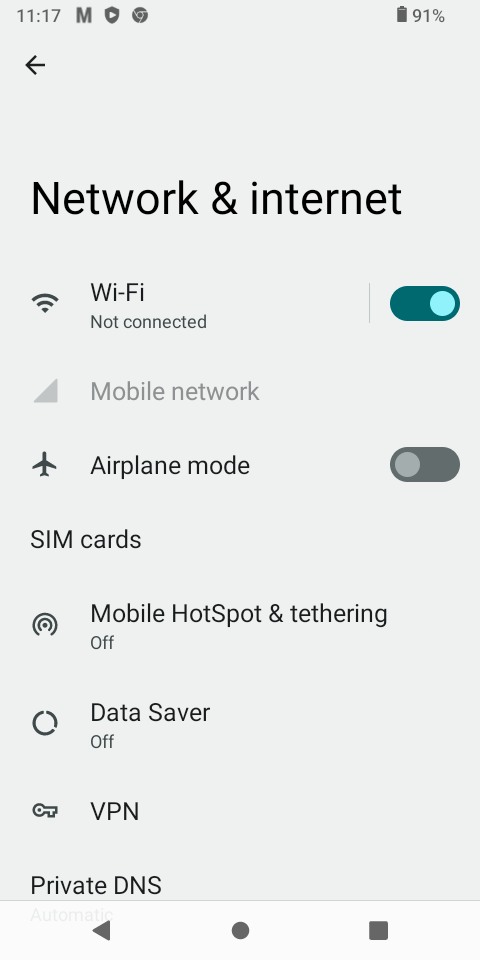 11:17
91%
Network & internet
Wi-Fi
Not connected
Mobile network
Airplane mode
SIM cards
Mobile HotSpot & tethering
Off
Data Saver
Off
VPN
Private DNS
Automatic